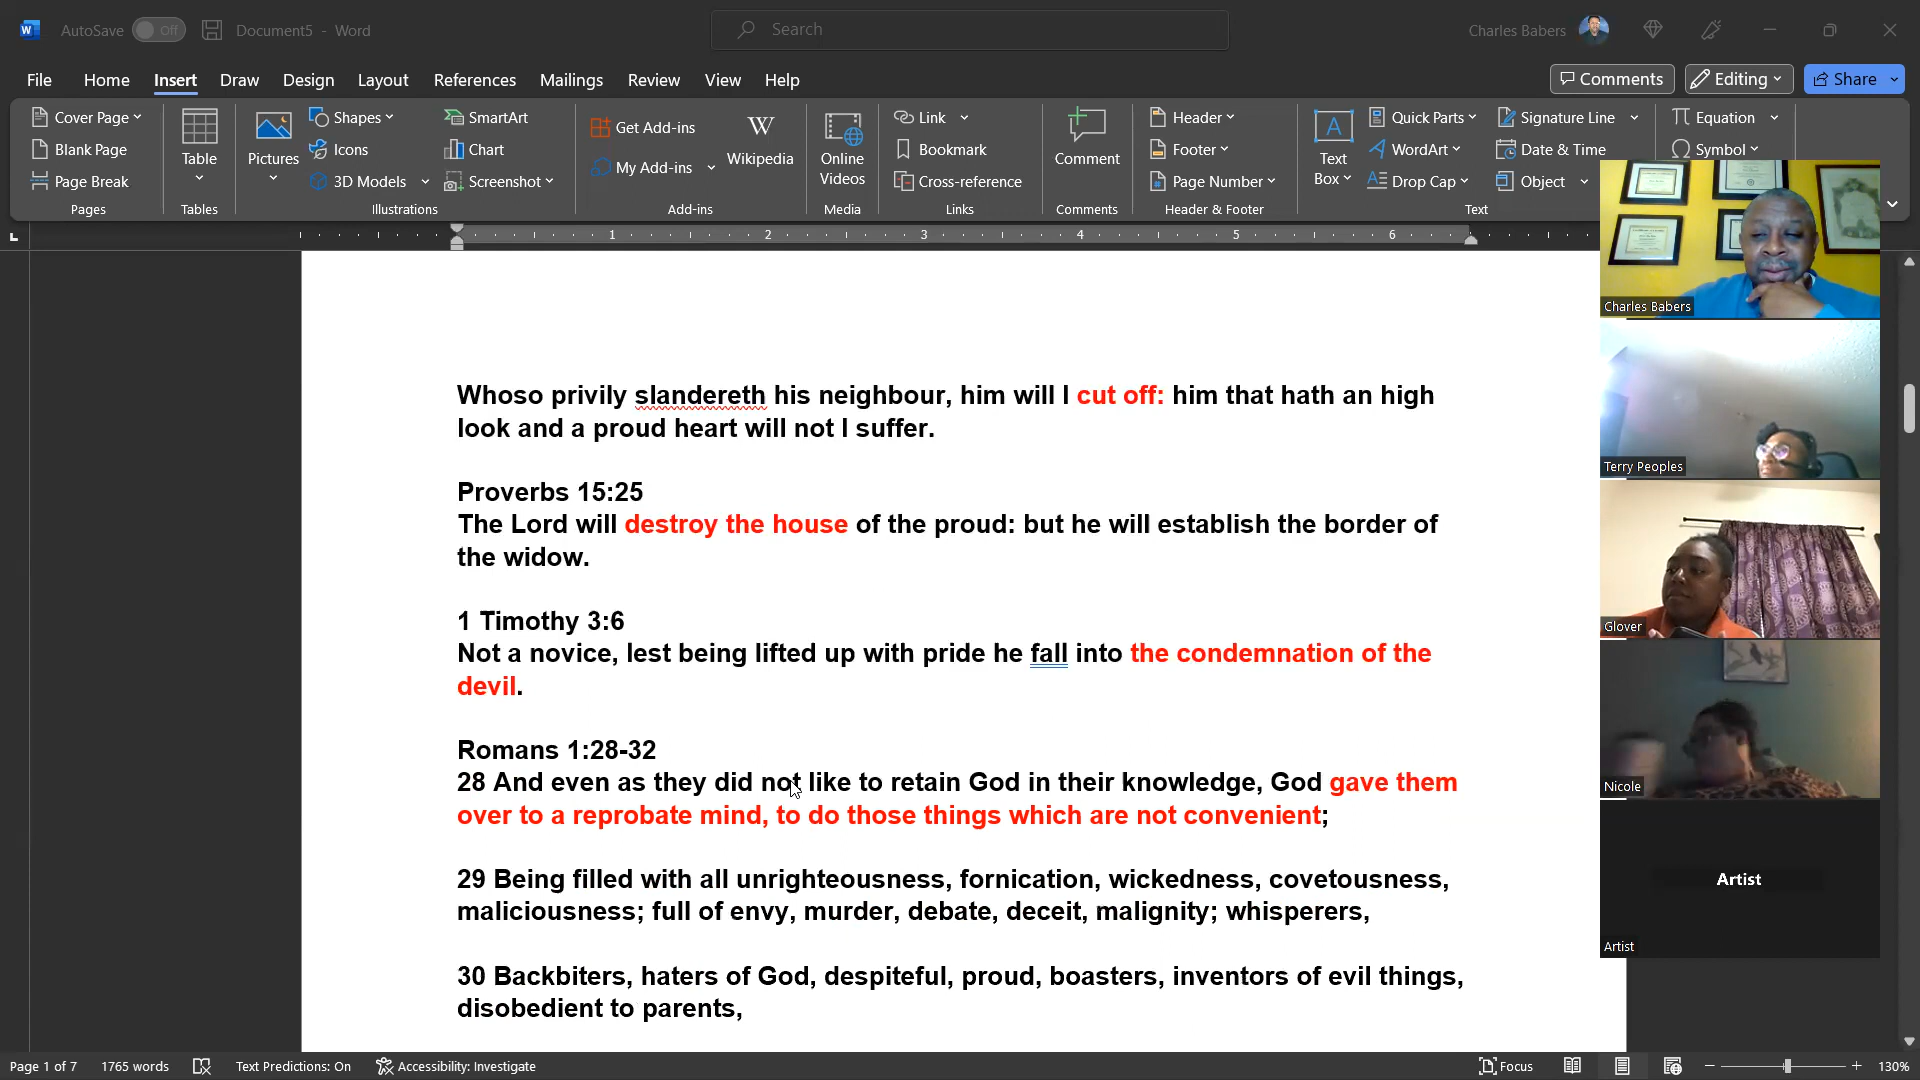 AutoSave Off Document5 - Word Search Charles Babers
File Home Insert Draw Design Layout References Mailings Review View Help Comments Editing Share
Cover Page
Blank Page
Page Break
Pages
Table
Tables
Pictures
Shapes
Icons
3D Models
SmartArt
Chart
Screenshot
Illustrations
Get Add-ins
My Add-ins
Wikipedia
Add-ins
Online
Videos
Media
Link
Bookmark
Cross-reference
Links
Comment
Comments
Header
Footer
Page Number
Header & Footer
Text
Box
Quick Parts
WordArt
Drop Cap
Signature Line
Date & Time
Object
Text
Equation
Symbol
1 2 3 4 5 6
Whoso privily slandereth his neighbour, him will I cut off: him that hath an high
look and a proud heart will not I suffer.
Proverbs 15:25
The Lord will destroy the house of the proud: but he will establish the border of
the widow.
1 Timothy 3:6
Not a novice, lest being lifted up with pride he fall into the condemnation of the
devil.
Romans 1:28-32
28 And even as they did not like to retain God in their knowledge, God gave them
over to a reprobate mind, to do those things which are not convenient;
29 Being filled with all unrighteousness, fornication, wickedness, covetousness,
maliciousness; full of envy, murder, debate, deceit, malignity; whisperers,
30 Backbiters, haters of God, despiteful, proud, boasters, inventors of evil things,
disobedient to parents,
Charles Babers
Terry Peoples
Glover
Nicole
Artist
Artist
Page 1 of 7 1765 words Text Predictions: On Accessibility: Investigate Focus 130%